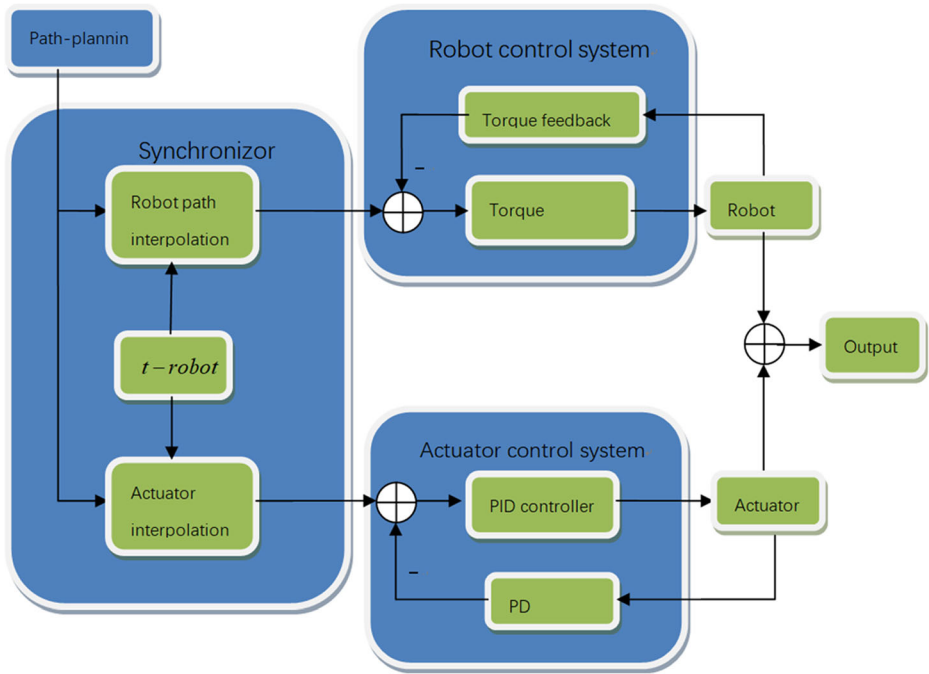 Path-plannin
Robot control system
Torque feedback
Synchronizor
–
Robot path
interpolation
Torque
Robot
t – robot
Output
Actuator control system
Actuator
interpolation
PID controller
Actuator
–
PD